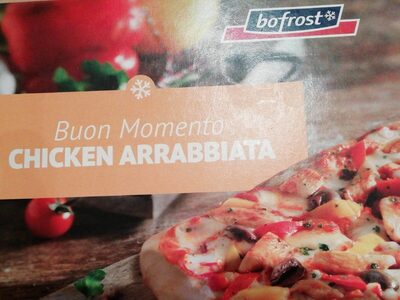 bofrost*
Buon Momento
CHICKEN ARRABBIATA